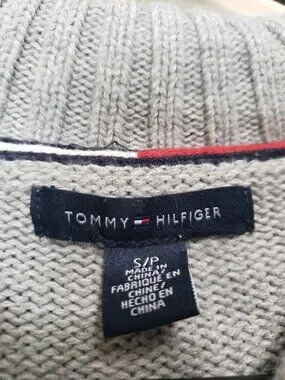 TOMMY HILFIGER
S/P
MADE IN
CHINA/
FABRIQUÉ EN
CHINE/
HECHO EN
CHINA